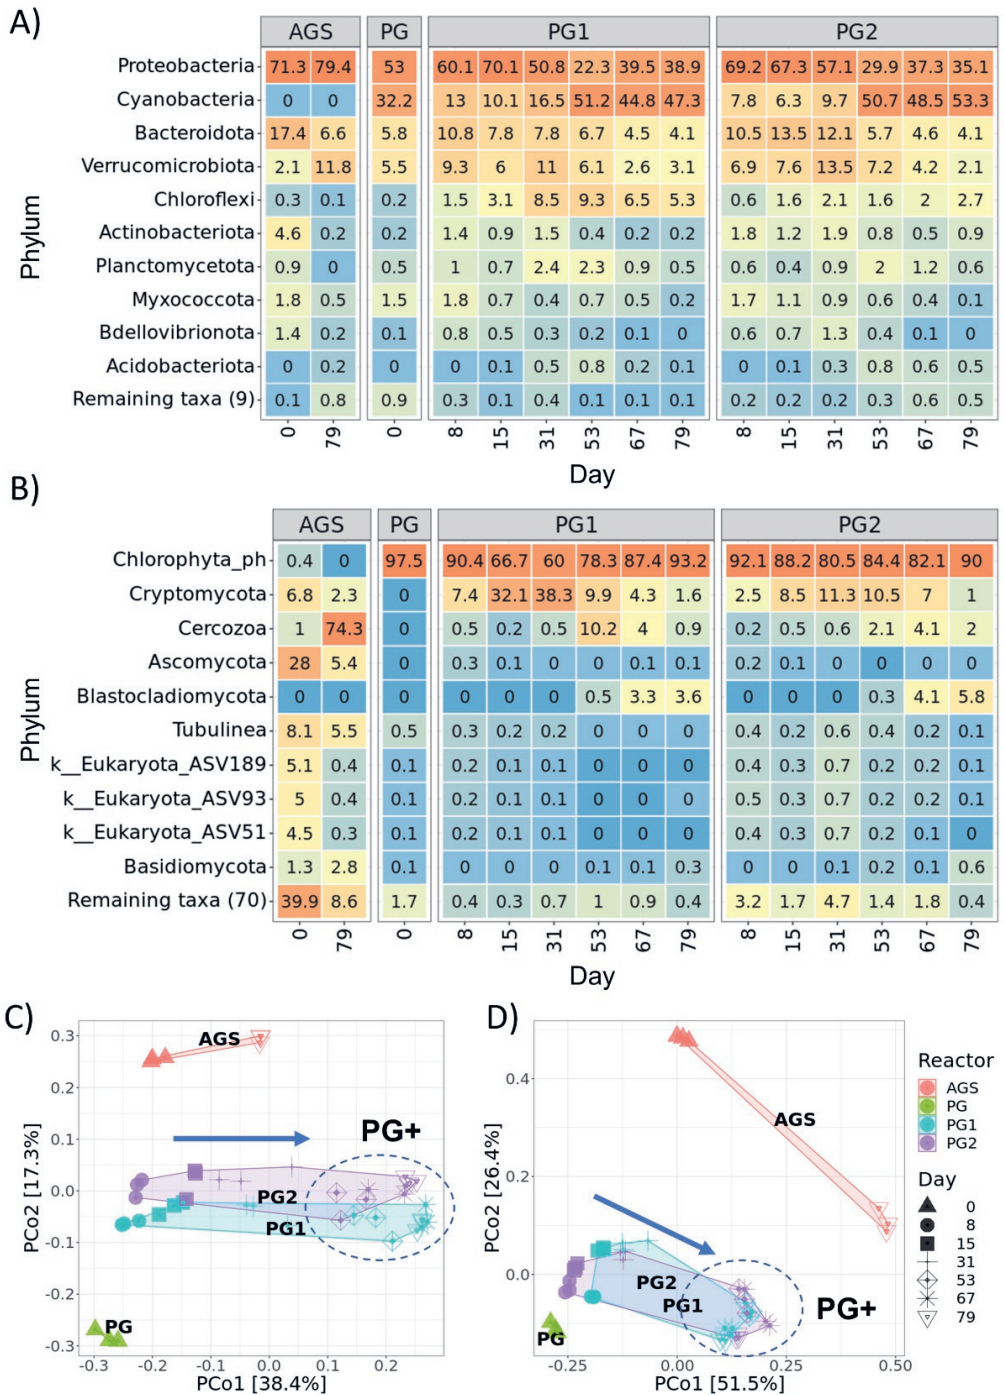 A)
AGS PG PG1 PG2
Phylum
Proteobacteria 71.3 79.4 53 60.1 70.1 50.8 22.3 39.5 38.9 69.2 67.3 57.1 29.9 37.3 35.1
Cyanobacteria 0 0 32.2 13 10.1 16.5 51.2 44.8 47.3 7.8 6.3 9.7 50.7 48.5 53.3
Bacteroidota 17.4 6.6 5.8 10.8 7.8 7.8 6.7 4.5 4.1 10.5 13.5 12.1 5.7 4.6 4.1
Verrucomicrobiota 2.1 11.8 5.5 9.3 6 11 6.1 2.6 3.1 6.9 7.6 13.5 7.2 4.2 2.1
Chloroflexi 0.3 0.1 0.2 1.5 3.1 8.5 9.3 6.5 5.3 0.6 1.6 2.1 1.6 2 2.7
Actinobacteriota 4.6 0.2 0.2 1.4 0.9 1.5 0.4 0.2 0.2 1.8 1.2 1.9 0.8 0.5 0.9
Planctomycetota 0.9 0 0.5 1 0.7 2.4 2.3 0.9 0.5 0.6 0.4 0.9 2 1.2 0.6
Myxococcota 1.8 0.5 1.5 1.8 0.7 0.4 0.7 0.5 0.2 1.7 1.1 0.9 0.6 0.4 0.1
Bdellovibrionota 1.4 0.2 0.1 0.8 0.5 0.3 0.2 0.1 0 0.6 0.7 1.3 0.4 0.1 0
Acidobacteriota 0 0.2 0 0 0.1 0.5 0.8 0.2 0.1 0 0.1 0.3 0.8 0.6 0.5
Remaining taxa (9) 0.1 0.8 0.9 0.3 0.1 0.4 0.1 0.1 0.1 0.2 0.2 0.2 0.3 0.6 0.5
0 79 0 8 15 31 53 67 79 8 15 31 53 67 79
Day
B)
AGS PG PG1 PG2
Phylum
Chlorophyta_ph 0.4 0 97.5 90.4 66.7 60 78.3 87.4 93.2 92.1 88.2 80.5 84.4 82.1 90
Cryptomycota 6.8 2.3 0 7.4 32.1 38.3 9.9 4.3 1.6 2.5 8.5 11.3 10.5 7 1
Cercozoa 1 74.3 0 0.5 0.2 0.5 10.2 4 0.9 0.2 0.5 0.6 2.1 4.1 2
Ascomycota 28 5.4 0 0.3 0.1 0 0 0.1 0.1 0.2 0.1 0 0 0 0
Blastocladiomycota 0 0 0 0 0 0 0.5 3.3 3.6 0 0 0 0.3 4.1 5.8
Tubulinea 8.1 5.5 0.5 0.3 0.2 0.2 0 0 0 0.4 0.2 0.6 0.4 0.2 0.1
k__Eukaryota_ASV189 5.1 0.4 0.1 0.2 0.1 0.1 0 0 0 0.4 0.3 0.7 0.2 0.2 0.1
k__Eukaryota_ASV93 5 0.4 0.1 0.2 0.1 0.1 0 0 0 0.5 0.3 0.7 0.2 0.2 0.1
k__Eukaryota_ASV51 4.5 0.3 0.1 0.2 0.1 0.1 0 0 0 0.4 0.3 0.7 0.2 0.1 0
Basidiomycota 1.3 2.8 0.1 0 0 0 0.1 0.1 0.3 0 0 0.1 0.2 0.1 0.6
Remaining taxa (70) 39.9 8.6 1.7 0.4 0.3 0.7 1 0.9 0.4 3.2 1.7 4.7 1.4 1.8 0.4
0 79 0 8 15 31 53 67 79 8 15 31 53 67 79
Day
C)
PCo2 [17.3%]
0.3
0.2
0.1
0.0
-0.1
-0.2
-0.3
AGS
PG+
PG2
PG1
PG
-0.3 -0.2 0.1 0.0 0.1 0.2
PCo1 [38.4%]
D)
PCo2 [26.4%]
0.4
0.2
0.0
AGS
PG2
PG1
PG+
PG
-0.25 0.00 0.25 0.50
PCo1 [51.5%]
Reactor
AGS
PG
PG1
PG2
Day
0
8
15
31
53
67
79